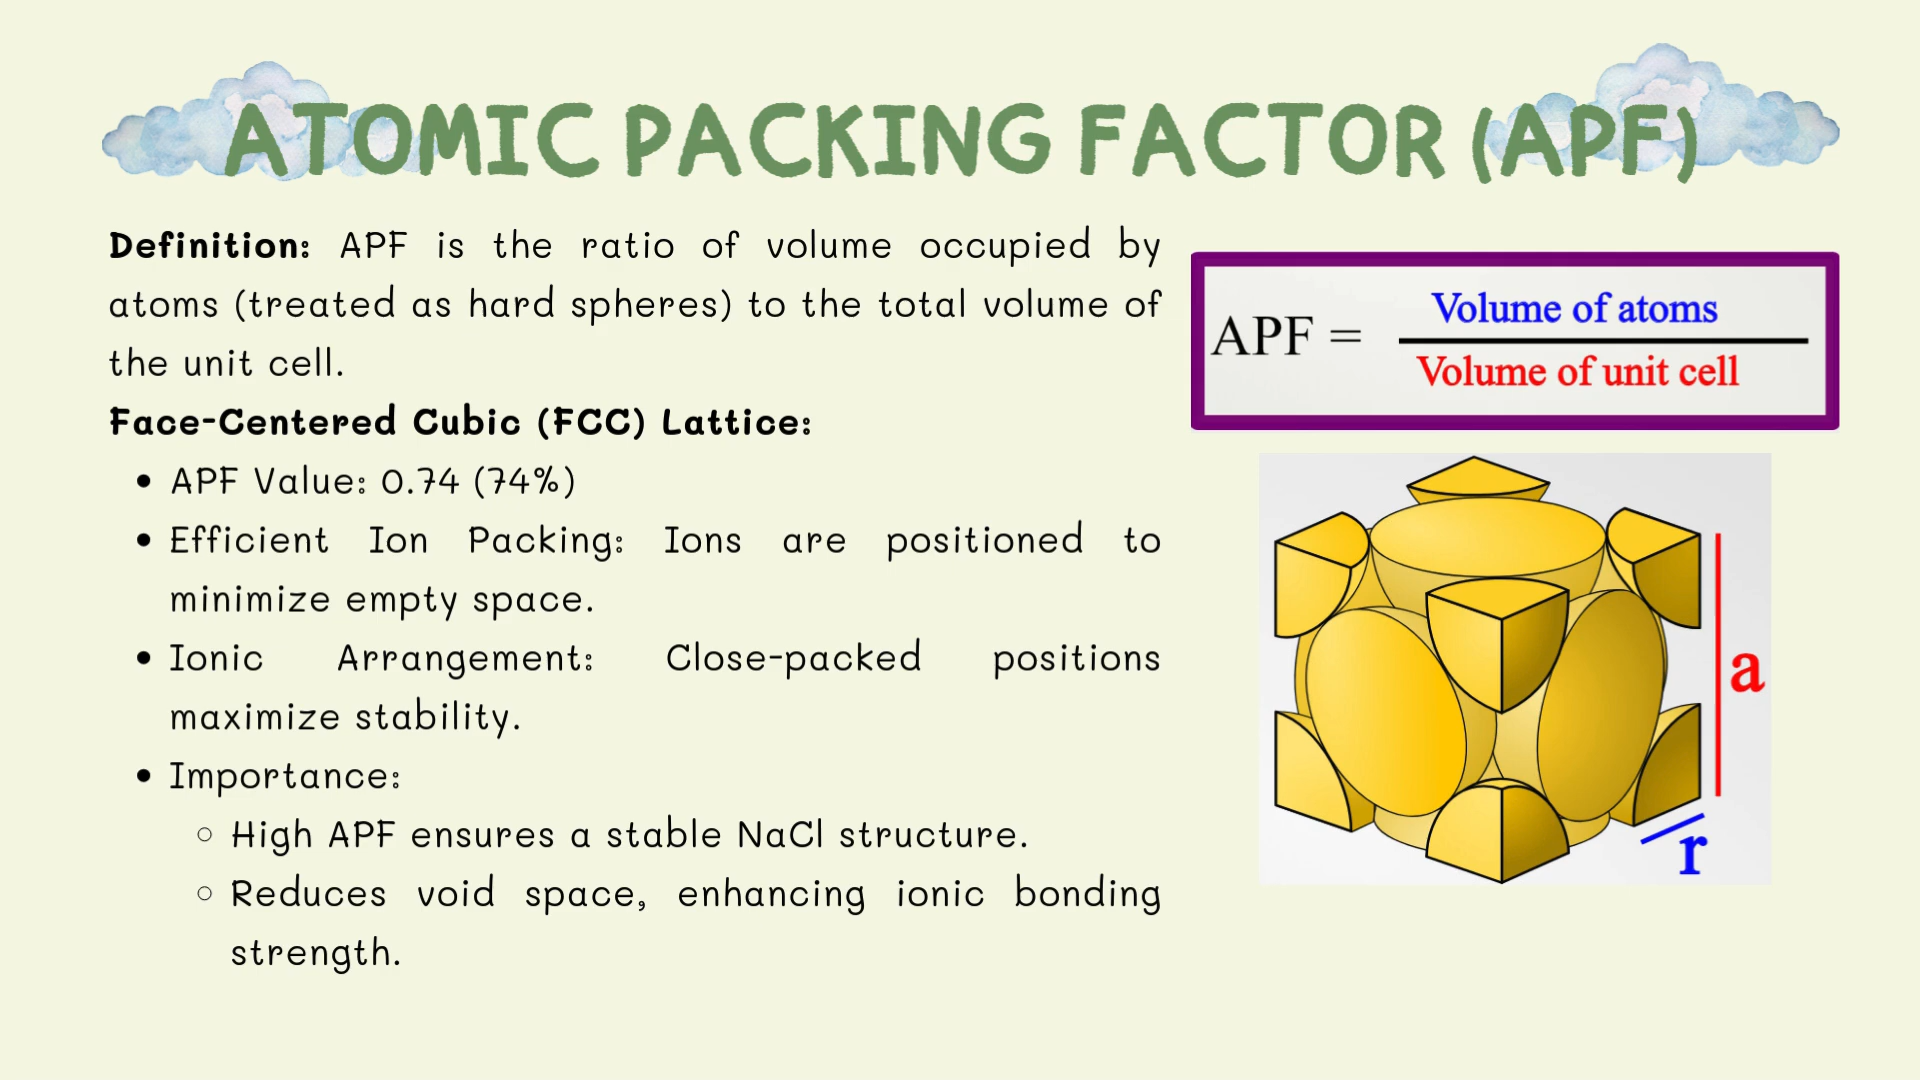 ATOMIC PACKING FACTOR (APF)
Definition: APF is the ratio of volume occupied by
atoms (treated as hard spheres) to the total volume of
the unit cell.
Face-Centered Cubic (FCC) Lattice:
• APF Value: 0.74 (74%)
• Efficient Ion Packing: Ions are positioned to
minimize empty space.
• Ionic Arrangement: Close-packed positions
maximize stability.
• Importance:
○ High APF ensures a stable NaCl structure.
○ Reduces void space, enhancing ionic bonding
strength.
Volume of atoms
APF =
Volume of unit cell
a
r